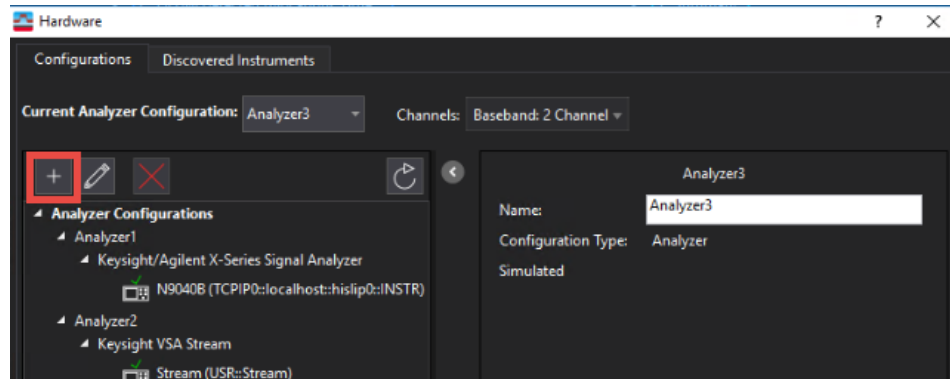 Hardware
?
Configurations
Discovered Instruments
Current Analyzer Configuration: Analyzer3
Channels: Baseband: 2 Channel
Analyzer3
Analyzer Configurations
Name: Analyzer3
Analyzer1
Configuration Type: Analyzer
Keysight/Agilent X-Series Signal Analyzer
Simulated
N9040B (TCPIP0::localhost::hislip0::INSTR)
Analyzer2
Keysight VSA Stream
Stream (USR::Stream)